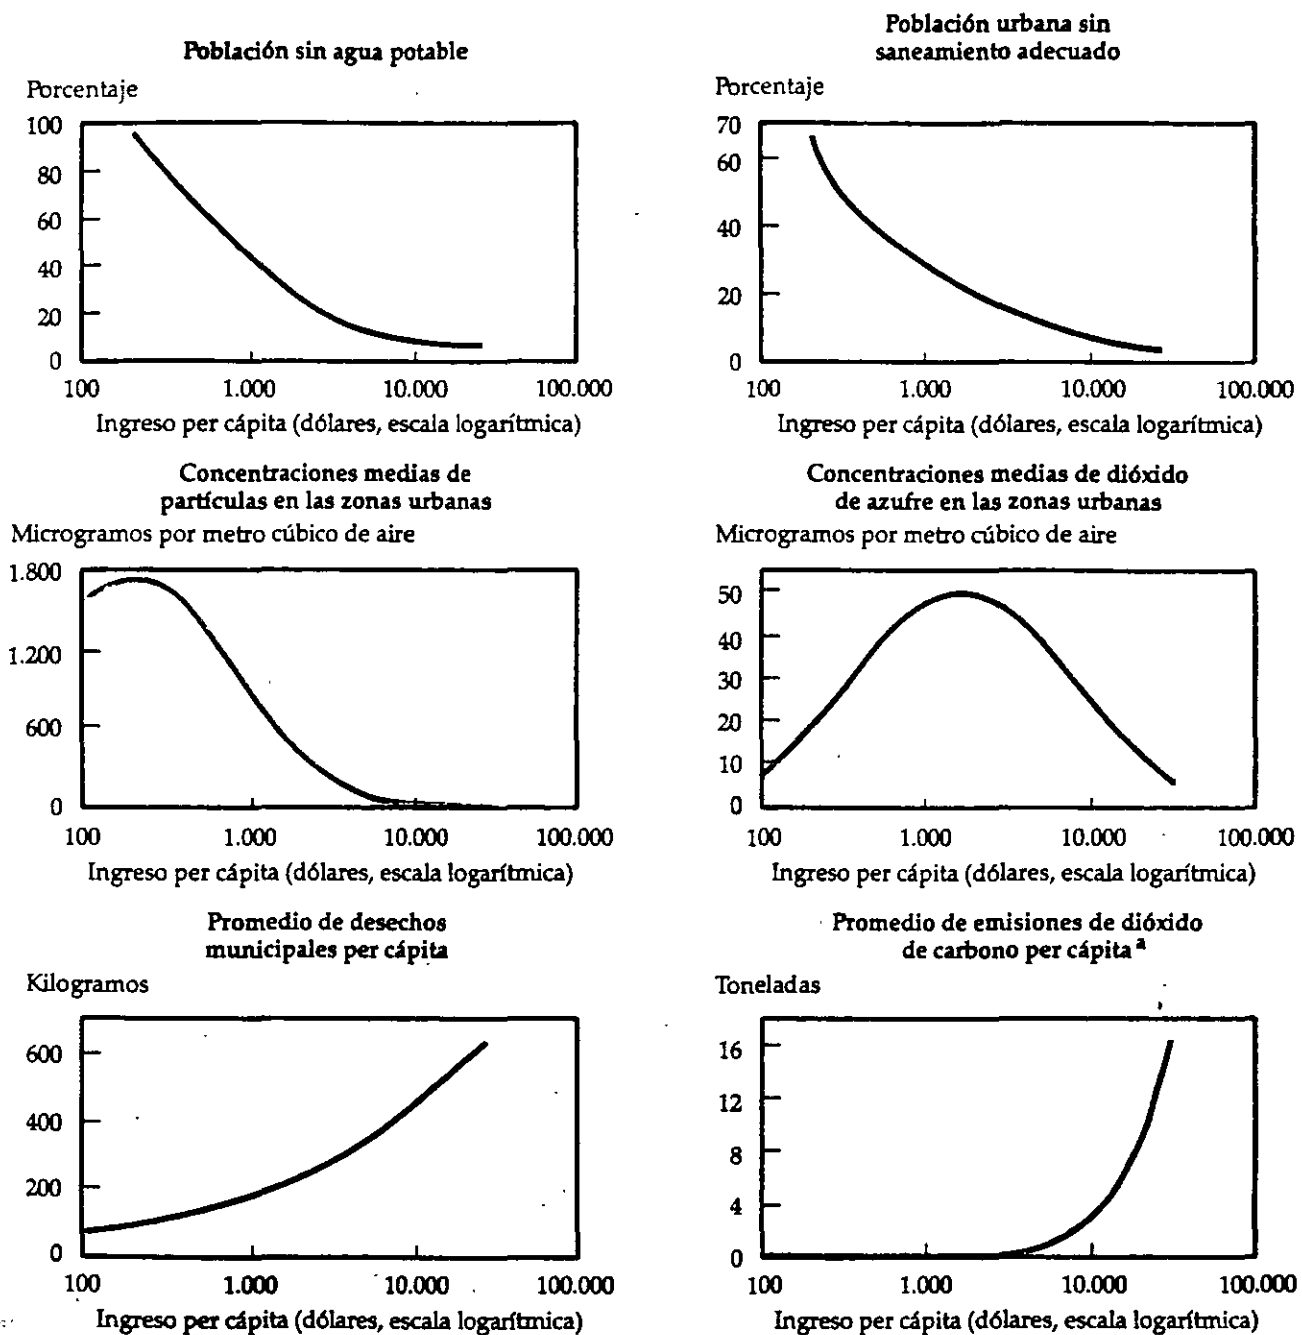 Población sin agua potable
Porcentaje
100
80
60
40
20
0
100 1.000 10.000 100.000
Ingreso per cápita (dólares, escala logarítmica)
Población urbana sin
saneamiento adecuado
Porcentaje
70
60
40
20
0
100 1.000 10.000 100.000
Ingreso per cápita (dólares, escala logarítmica)
Concentraciones medias de
partículas en las zonas urbanas
Microgramos por metro cúbico de aire
1.800
1.200
600
0
100 1.000 10.000 100.000
Ingreso per cápita (dólares, escala logarítmica)
Concentraciones medias de dióxido
de azufre en las zonas urbanas
Microgramos por metro cúbico de aire
50
40
30
20
10
0
100 1.000 10.000 100.000
Ingreso per cápita (dólares, escala logarítmica)
Promedio de desechos
municipales per cápita
Kilogramos
600
400
200
0
100 1.000 10.000 100.000
Ingreso per cápita (dólares, escala logarítmica)
Promedio de emisiones de dióxido
de carbono per cápita a
Toneladas
16
12
8
4
0
100 1.000 10.000 100.000
Ingreso per cápita (dólares, escala logarítmica)